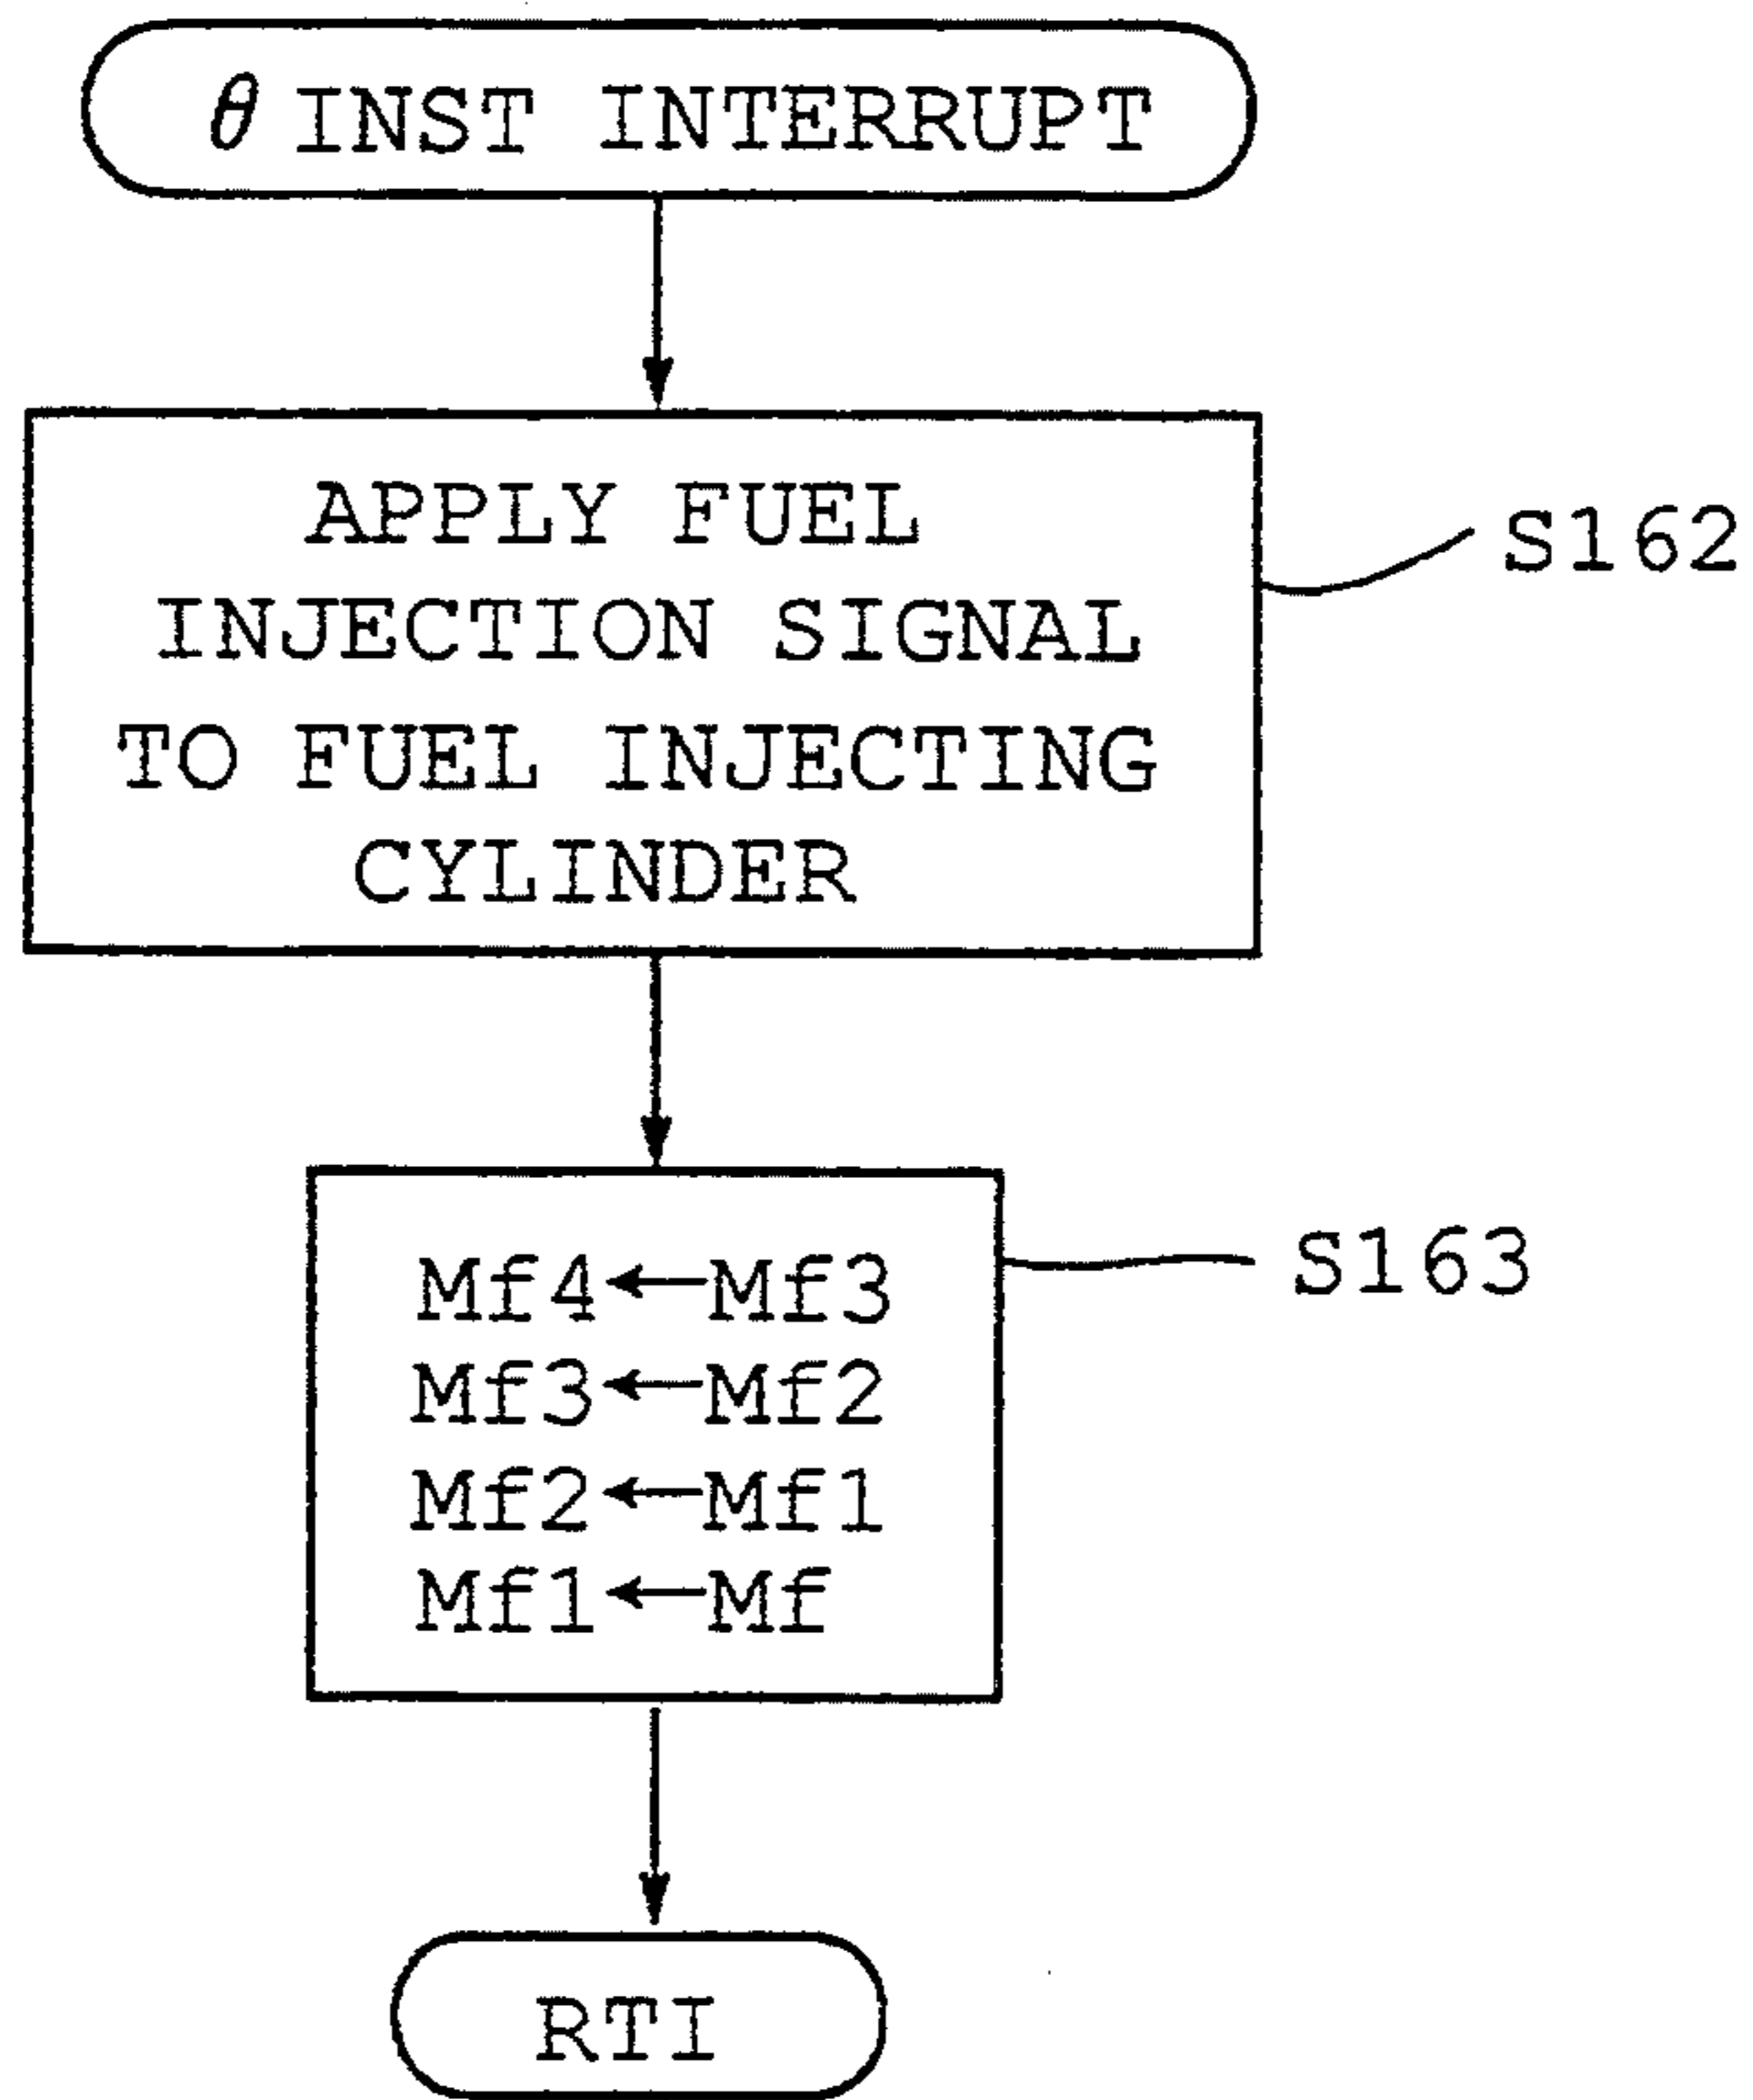 θ INST INTERRUPT
APPLY FUEL
INJECTION SIGNAL
TO FUEL INJECTING
CYLINDER
S162
Mf4←Mf3
Mf3←Mf2
Mf2←Mf1
Mf1←Mf
S163
RTI